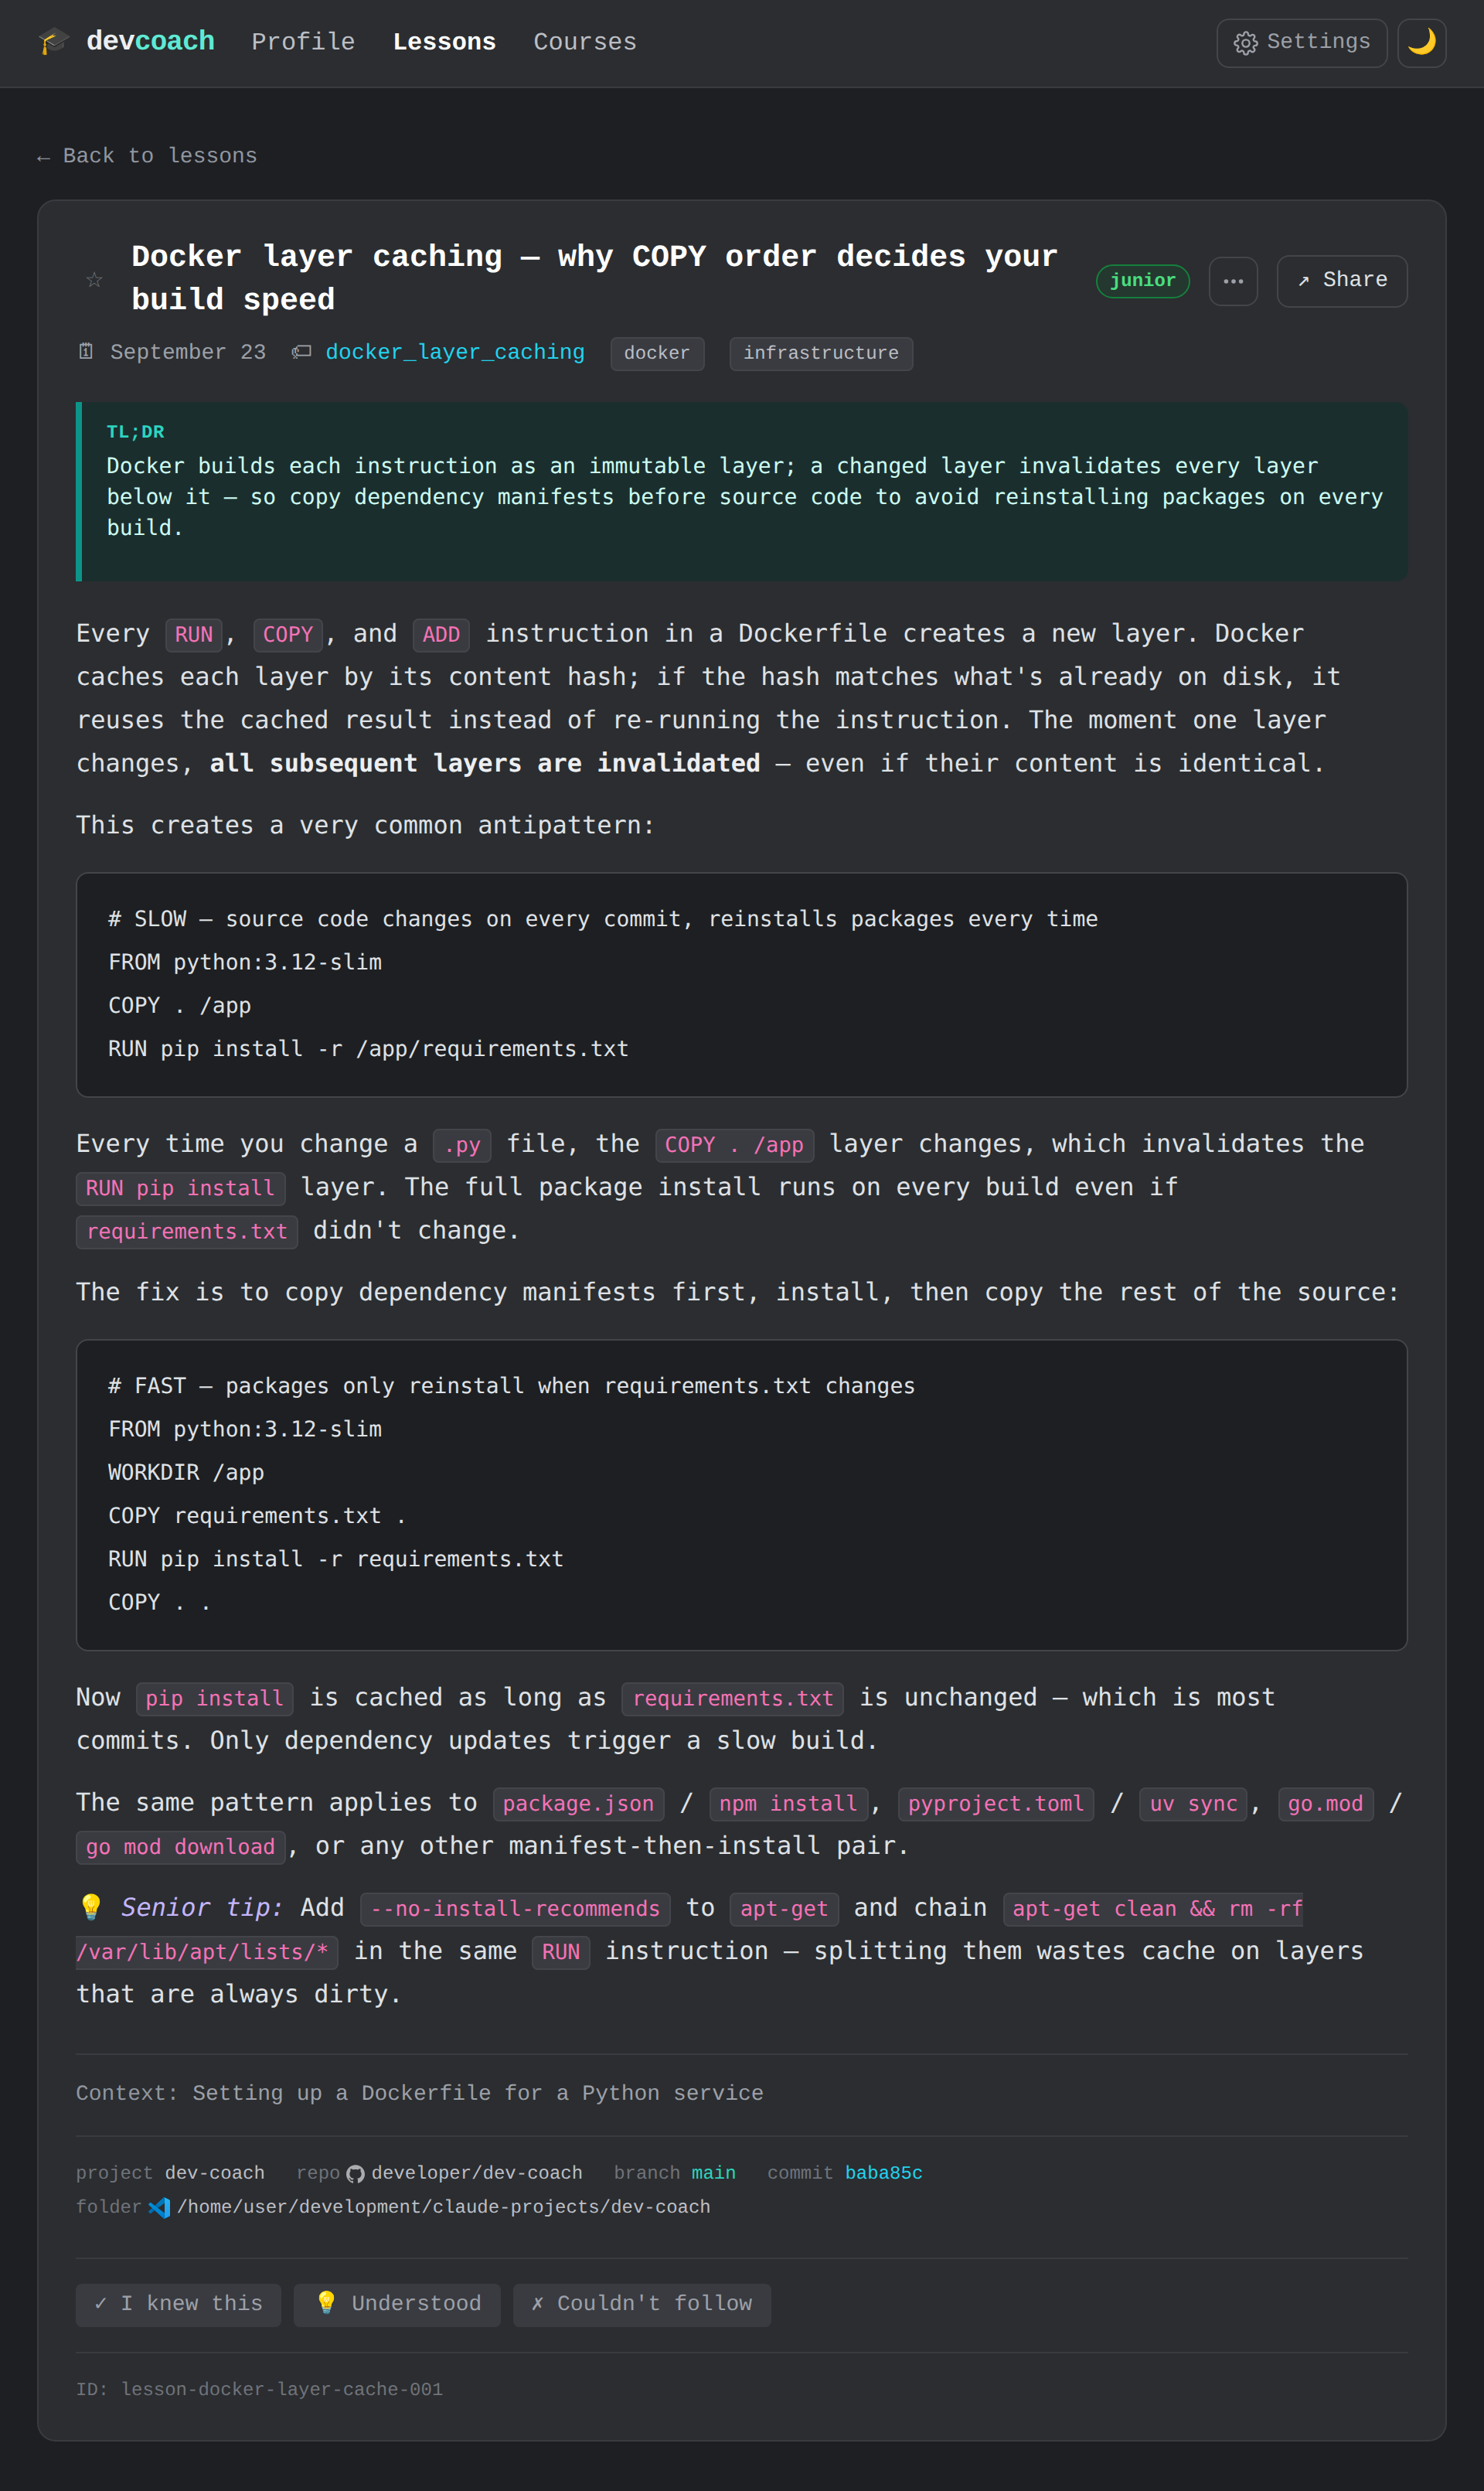 🎓 devcoach Profile Lessons Courses Settings 🌙
← Back to lessons
☆ Docker layer caching — why COPY order decides your
build speed
junior ••• ↗ Share
🗓 September 23 🏷 docker_layer_caching docker infrastructure
TL;DR
Docker builds each instruction as an immutable layer; a changed layer invalidates every layer
below it — so copy dependency manifests before source code to avoid reinstalling packages on every
build.
Every RUN, COPY, and ADD instruction in a Dockerfile creates a new layer. Docker
caches each layer by its content hash; if the hash matches what's already on disk, it
reuses the cached result instead of re-running the instruction. The moment one layer
changes, all subsequent layers are invalidated — even if their content is identical.
This creates a very common antipattern:
# SLOW — source code changes on every commit, reinstalls packages every time
FROM python:3.12-slim
COPY . /app
RUN pip install -r /app/requirements.txt
Every time you change a .py file, the COPY . /app layer changes, which invalidates the
RUN pip install layer. The full package install runs on every build even if
requirements.txt didn't change.
The fix is to copy dependency manifests first, install, then copy the rest of the source:
# FAST — packages only reinstall when requirements.txt changes
FROM python:3.12-slim
WORKDIR /app
COPY requirements.txt .
RUN pip install -r requirements.txt
COPY . .
Now pip install is cached as long as requirements.txt is unchanged — which is most
commits. Only dependency updates trigger a slow build.
The same pattern applies to package.json / npm install, pyproject.toml / uv sync, go.mod /
go mod download, or any other manifest-then-install pair.
💡 Senior tip: Add --no-install-recommends to apt-get and chain apt-get clean && rm -rf
/var/lib/apt/lists/* in the same RUN instruction — splitting them wastes cache on layers
that are always dirty.
Context: Setting up a Dockerfile for a Python service
project dev-coach repo developer/dev-coach branch main commit baba85c
folder /home/user/development/claude-projects/dev-coach
✓ I knew this 💡 Understood ✗ Couldn't follow
ID: lesson-docker-layer-cache-001